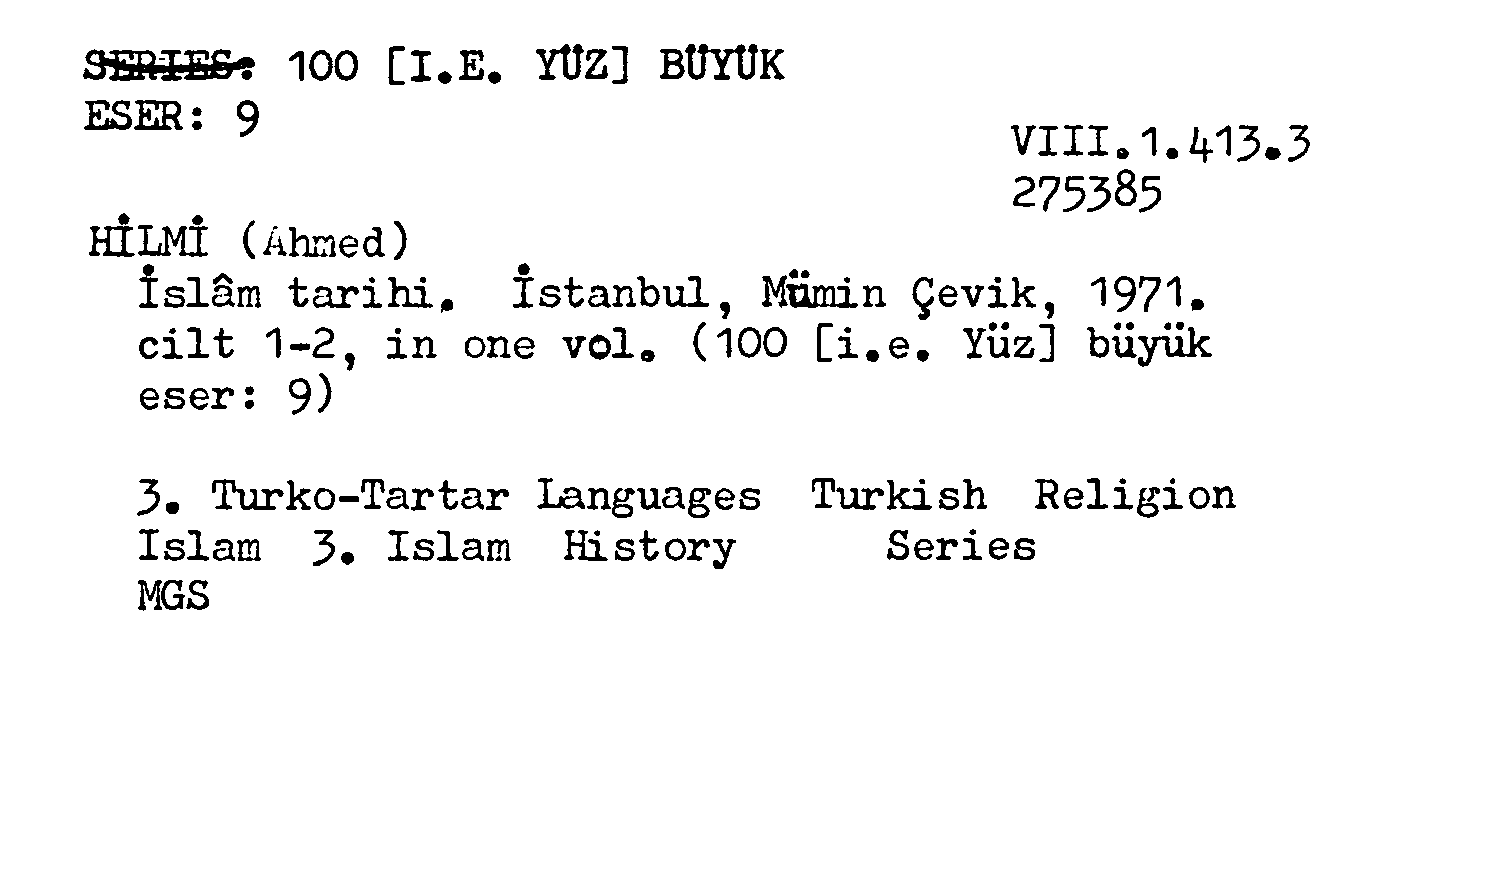 SERIES: 100 [I.E. YÜZ] BÜYÜK
ESER: 9
VIII.1.413.3
275385
HİLMİ (Ahmed)
İslâm tarihi. İstanbul, Mümin Çevik, 1971.
cilt 1-2, in one vol. (100 [i.e. Yüz] büyük
eser: 9)
3. Turko-Tartar Languages Turkish Religion
Islam 3. Islam History Series
MGS